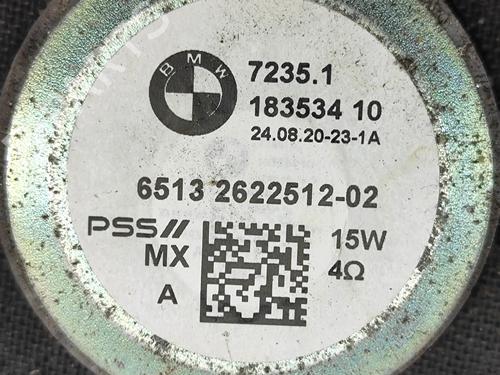 BMW
7235.1
183534 10
24.08.20-23-1A
6513 2622512-02
PSS//
15W
MX
4Ω
A